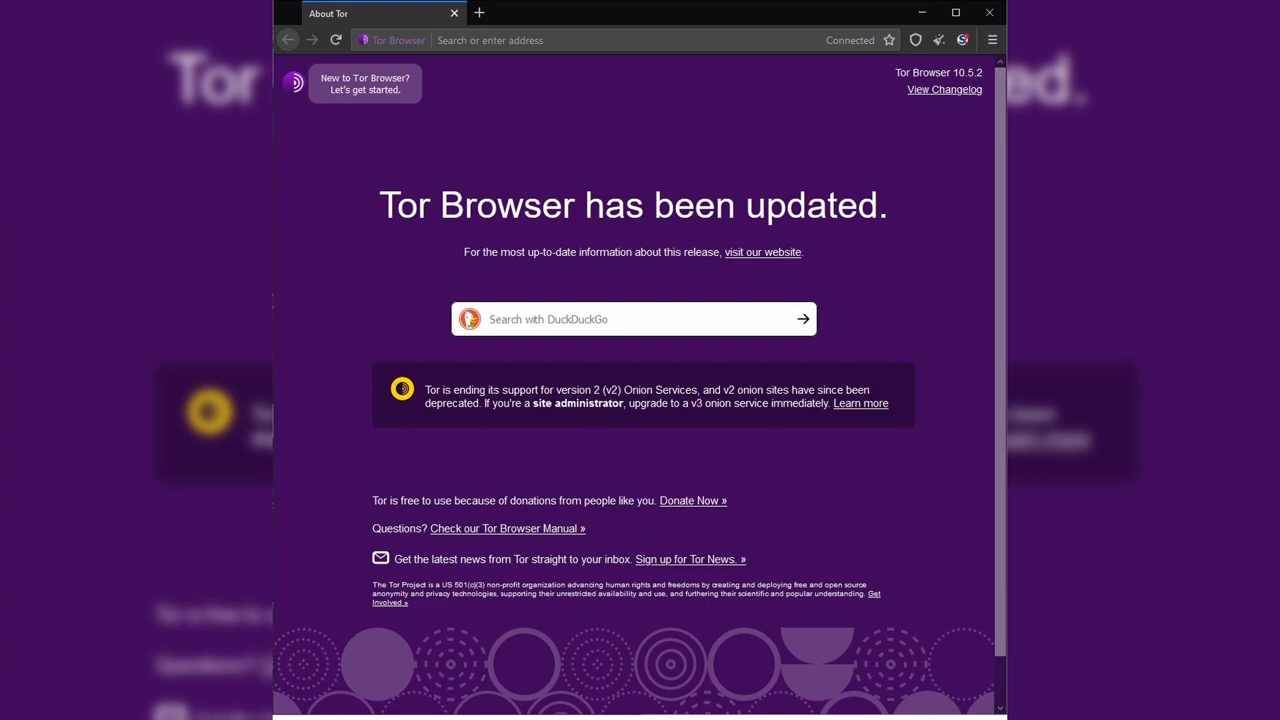 About Tor
Tor Browser
Search or enter address
Connected
New to Tor Browser?
Let's get started.
Tor Browser 10.5.2
View Changelog
Tor Browser has been updated.
For the most up-to-date information about this release, visit our website.
Search with DuckDuckGo
Tor is ending its support for version 2 (v2) Onion Services, and v2 onion sites have since been
deprecated. If you're a site administrator, upgrade to a v3 onion service immediately. Learn more
Tor is free to use because of donations from people like you. Donate Now »
Questions? Check our Tor Browser Manual »
Get the latest news from Tor straight to your inbox. Sign up for Tor News. »
The Tor Project is a US 501(c)(3) non-profit organization advancing human rights and freedoms by creating and deploying free and open source
anonymity and privacy technologies, supporting their unrestricted availability and use, and furthering their scientific and popular understanding. Get
Involved »